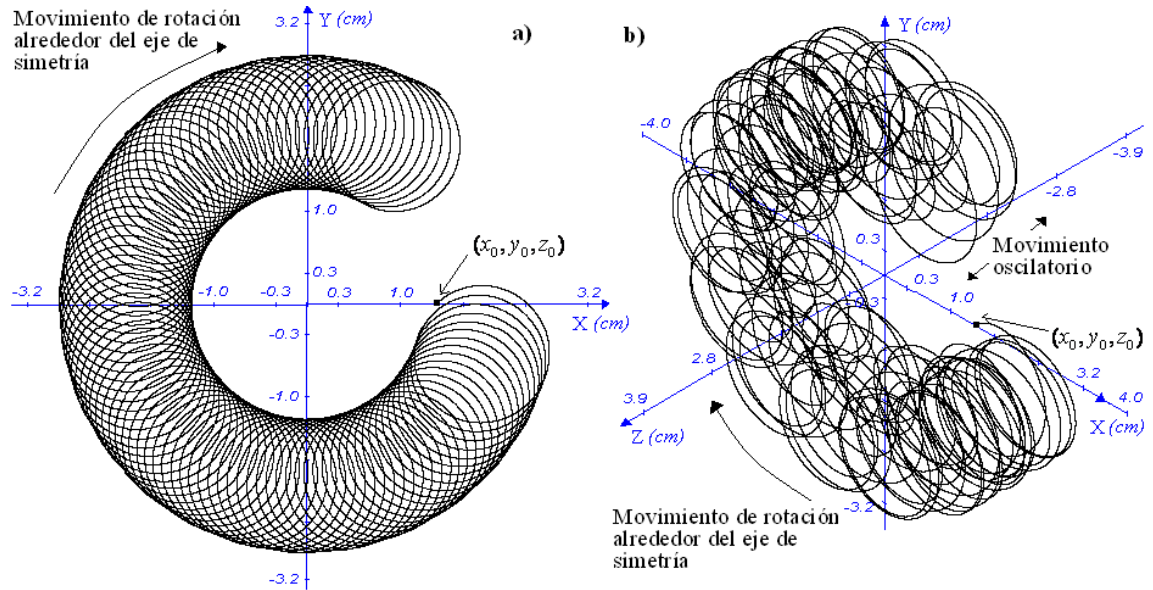 Movimiento de rotación
alrededor del eje de
simetría
3.2
Y (cm)
a)
1.0
(x₀, y₀, z₀)
0.3
-3.2
-1.0
-0.3
0.3
1.0
3.2
X (cm)
-0.3
-1.0
-3.2
b)
Y (cm)
-4.0
-3.9
-2.8
0.3
Movimiento
oscilatorio
0.3
-0.3
1.0
(x₀, y₀, z₀)
2.8
3.2
3.9
4.0
Z (cm)
X (cm)
-3.2
Movimiento de rotación
alrededor del eje de
simetría